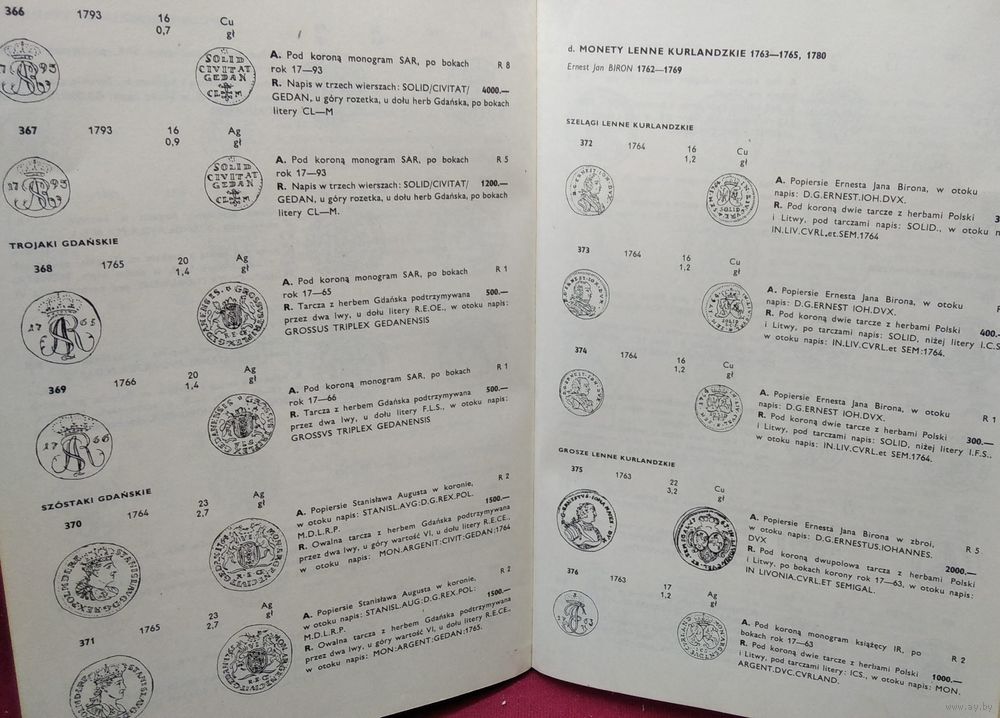 366 1793 16 Cu
0,7 gł
A. Pod koroną monogram SAR, po bokach R 8
rok 17—93
R. Napis w trzech wierszach: SOLID/CIVITAT/ 4000.—
GEDAN, u góry rozetka, u dołu herb Gdańska, po bokach
litery CL—M
SOLID
CIVITAT
GEDAN
367 1793 16 Ag
0,9 gł
A. Pod koroną monogram SAR, po bokach R 5
rok 17—93
R. Napis w trzech wierszach: SOLID/CIVITAT/ 1200.—
GEDAN, u góry rozetka, u dołu herb Gdańska, po bokach
litery CL—M.
SOLID
CIVITAT
GEDAN
TROJAKI GDAŃSKIE
368 1765 20 Ag
1,4 gł
A. Pod koroną monogram SAR, po bokach R 1
rok 17—65
R. Tarcza z herbem Gdańska podtrzymywana 500.—
przez dwa lwy, u dołu litery R.E.OE., w otoku napis:
GROSSUS TRIPLEX GEDANENSIS
369 1766 20 Ag
1,4 gł
A. Pod koroną monogram SAR, po bokach R 1
rok 17—66
R. Tarcza z herbem Gdańska podtrzymywana 500.—
przez dwa lwy, u dołu litery F.L.S., w otoku napis:
GROSSVS TRIPLEX GEDANENSIS
SZÓSTAKI GDAŃSKIE
370 1764 23 Ag
2,7 gł
A. Popiersie Stanisława Augusta w koronie, R 2
w otoku napis: STANISL.AVG:D.G.REX.POL.
M.D.L.R.P. 1500.—
R. Owalna tarcza z herbem Gdańska podtrzymywana
przez dwa lwy, u góry wartość VI, u dołu litery R.E.CE.,
w otoku napis: MON:ARGENIT:CIVIT:GEDAN:1764
371 1765 23 Ag
2,7 gł
A. Popiersie Stanisława Augusta w koronie, R 2
w otoku napis: STANISL.AUG:D.G.REX.POL:
M.D.L.R.P. 1500.—
R. Owalna tarcza z herbem Gdańska podtrzymywana
przez dwa lwy, u góry wartość VI, u dołu litery R.E.CE,
w otoku napis: MON:ARGENT:GEDAN:1765.
d. MONETY LENNE KURLANDZKIE 1763—1765, 1780
Ernest Jan BIRON 1762—1769
SZELĄGI LENNE KURLANDZKIE
372 1764 16 Cu
1,2 gł
A. Popiersie Ernesta Jana Birona, w otoku
napis: D.G.ERNEST.IOH.DVX.
R. Pod koroną dwie tarcze z herbami Polski
i Litwy, pod tarczami napis: SOLID., w otoku
IN.LIV.CVRL.et.SEM.1764
373 1764 16 Cu
1,2 gł
A. Popiersie Ernesta Jana Birona, w otoku
napis: D.G.ERNEST IOH.DVX.
R. Pod koroną dwie tarcze z herbami Polski 400.—
i Litwy, po tarczami napis: SOLID, niżej litery I.C.S
w otoku napis: IN.LIV.CVRL.et SEM:1764.
374 1764 16 Cu
1,2 gł
A. Popiersie Ernesta Jana Birona, w otoku
napis: D.G.ERNEST IOH.DVX. R 1
R. Pod koroną dwie tarcze z herbami Polski 300.—
i Litwy, pod tarczami napis: SOLID, niżej litery I.F.S.,
w otoku napis: IN.LIV.CVRL.et SEM.1764.
GROSZE LENNE KURLANDZKIE
375 1763 22 Cu
3,2 gł
A. Popiersie Ernesta Jana Birona w zbroi,
w otoku napis: D.G.ERNESTUS.IOHANNES. R 5
DVX
R. Pod koroną dwupolowa tarcza z herbami 2000.—
Polski i Litwy, po bokach korony rok 17—63, w otoku napis:
IN LIVONIA.CVRL.ET SEMIGAL.
376 1763 17 Ag
1,2 gł
A. Pod koroną monogram książęcy IR, po
bokach rok 17—63 R 2
R. Pod koroną dwie tarcze z herbami Polski 1000.—
i Litwy, pod tarczami litery: ICS., w otoku napis: MON.
ARGENT.DVC.CVRLAND.
www.ay.by